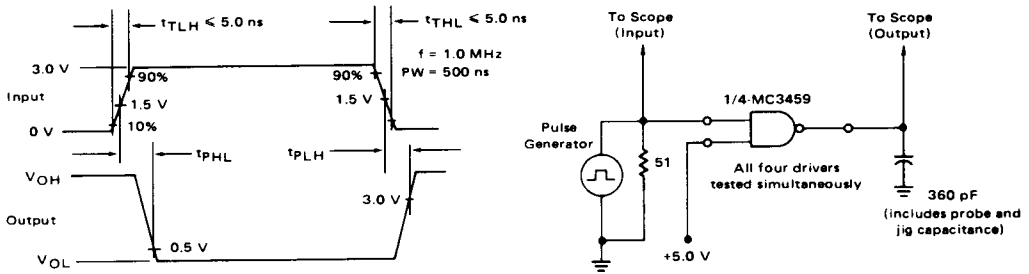 tTLH ≤ 5.0 ns
tTHL ≤ 5.0 ns
f = 1.0 MHz
PW = 500 ns
3.0 V
90%
90%
Input
1.5 V
1.5 V
0 V
10%
tPHL
tPLH
VOH
3.0 V
Output
0.5 V
VOL
To Scope
(Input)
To Scope
(Output)
1/4-MC3459
Pulse
Generator
51
All four drivers
tested simultaneously
360 pF
(includes probe and
jig capacitance)
+5.0 V